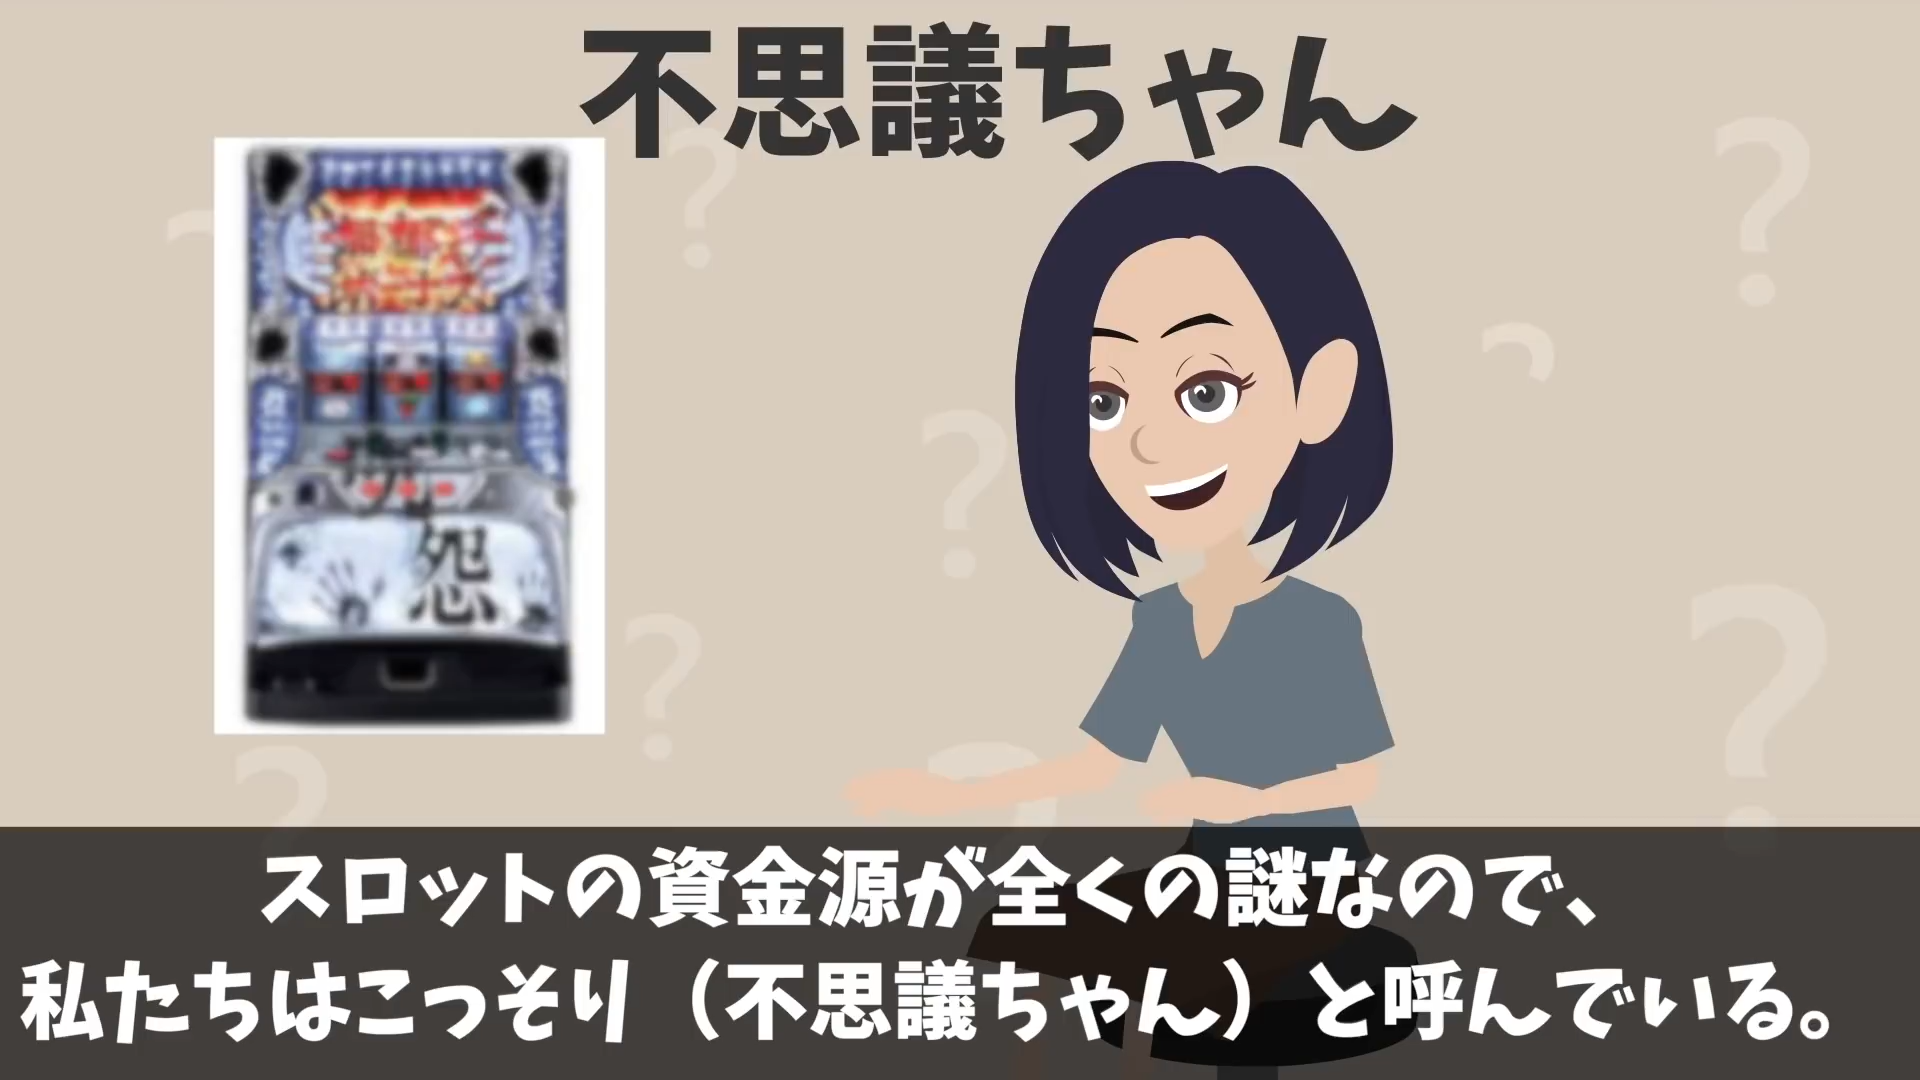 不思議ちゃん
怨
スロットの資金源が全くの謎なので、
私たちはこっそり（不思議ちゃん）と呼んでいる。